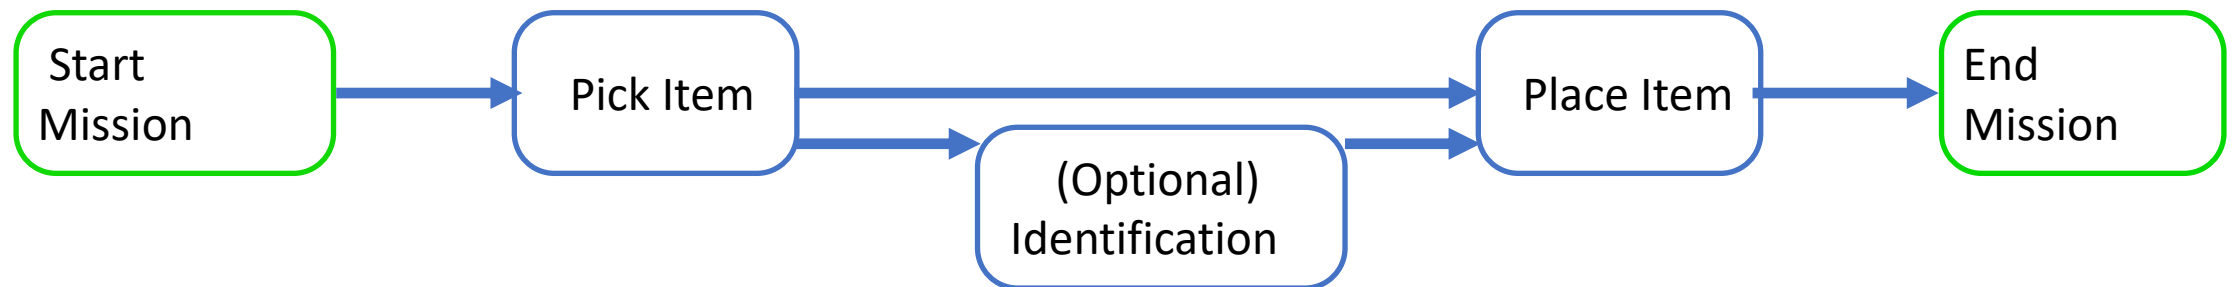 Start
Mission
Pick Item
(Optional)
Identification
Place Item
End
Mission